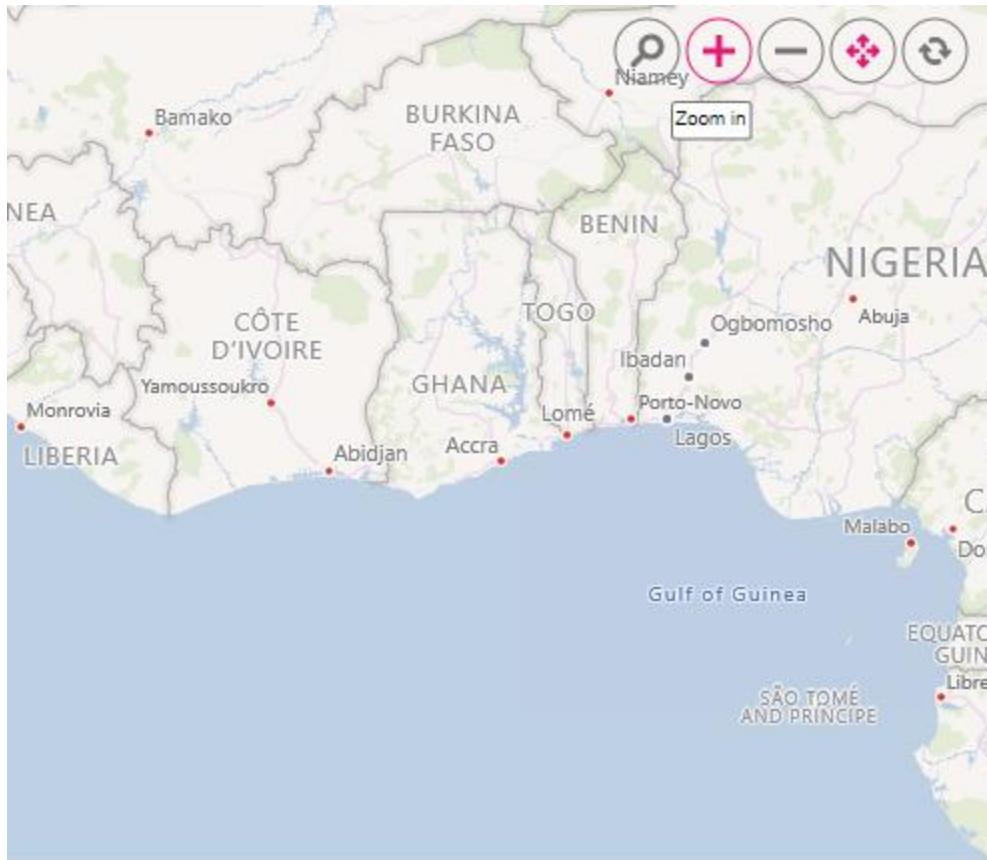 Niamey
Zoom in
Bamako
BURKINA
FASO
NEA
BENIN
NIGERIA
TOGO
Abuja
CÔTE
D'IVOIRE
Ogbomosho
Ibadan
GHANA
Yamoussoukro
Porto-Novo
Monrovia
Lomé
Lagos
LIBERIA
Abidjan
Accra
C
Malabo
Do
Gulf of Guinea
EQUATO
GUIN
Libre
SÃO TOMÉ
AND PRÍNCIPE